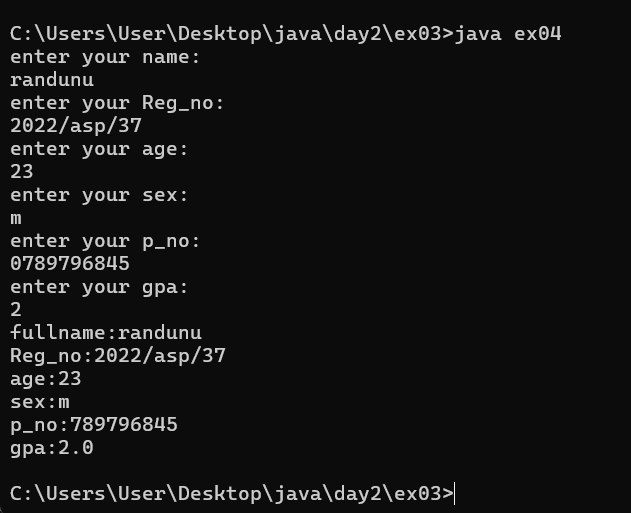 C:\Users\User\Desktop\java\day2\ex03>java ex04
enter your name:
randunu
enter your Reg_no:
2022/asp/37
enter your age:
23
enter your sex:
m
enter your p_no:
0789796845
enter your gpa:
2
fullname:randunu
Reg_no:2022/asp/37
age:23
sex:m
p_no:789796845
gpa:2.0
C:\Users\User\Desktop\java\day2\ex03>